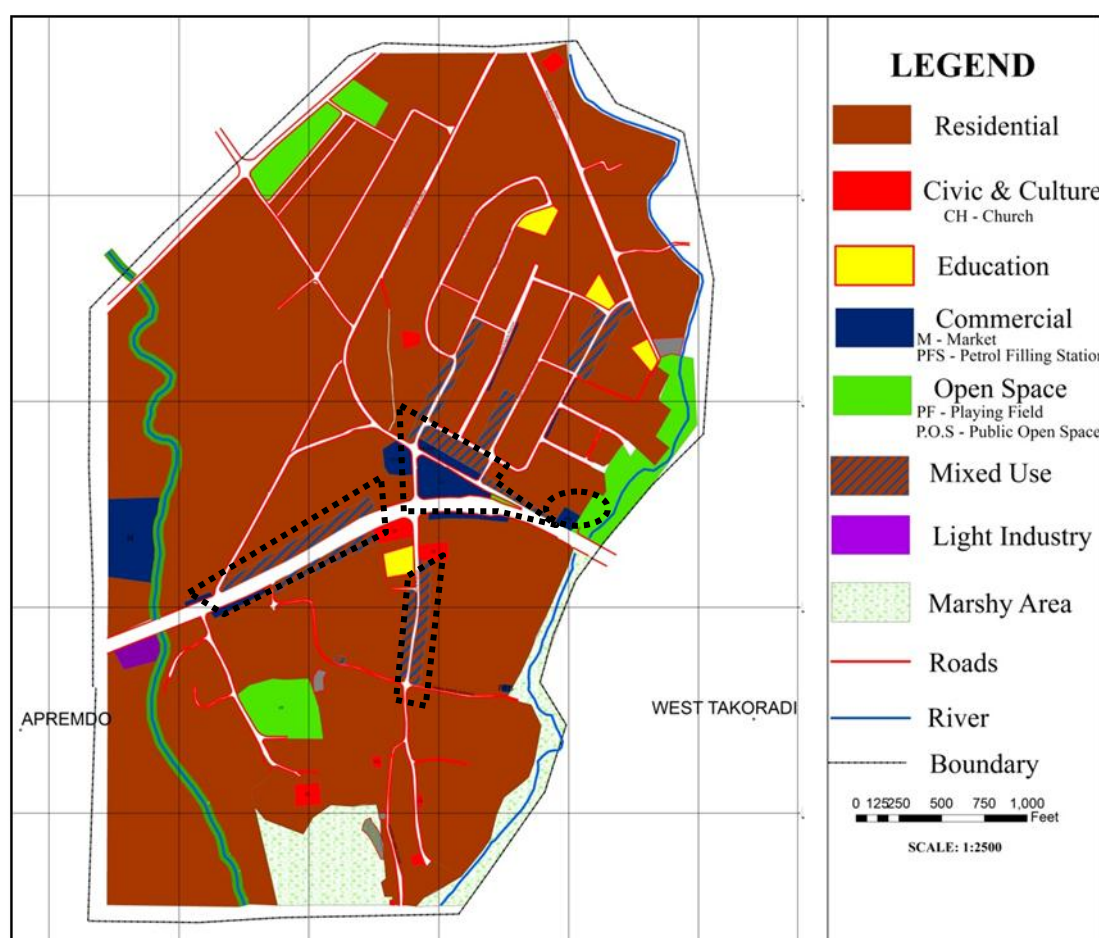 LEGEND
Residential
Civic & Culture
CH - Church
Education
Commercial
M - Market
PFS - Petrol Filling Station
Open Space
PF - Playing Field
P.O.S - Public Open Space
Mixed Use
Light Industry
Marshy Area
Roads
River
Boundary
0 125250 500 750 1,000
Feet
SCALE: 1:2500
APREMDO
WEST TAKORADI